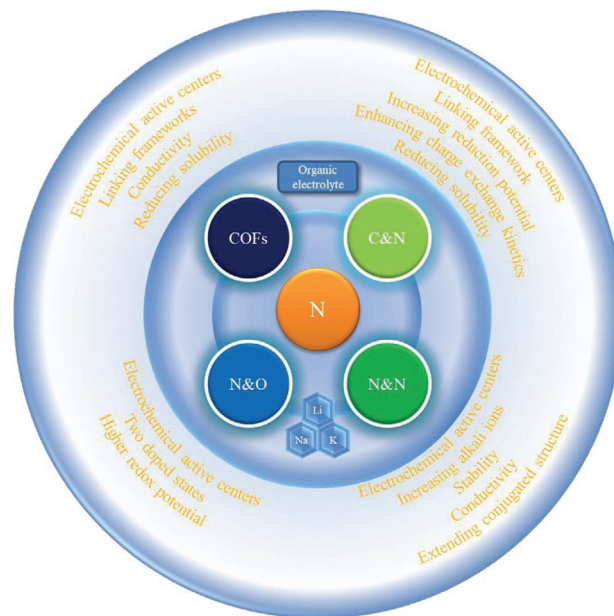 Electrochemical active centers
Linking frameworks
Conductivity
Reducing solubility
Electrochemical active centers
Linking framework
Increasing reduction potential
Enhancing charge exchange kinetics
Reducing solubility
Organic
electrolyte
COFs
C&N
N
N&O
N&N
Li
Na
K
Electrochemical active centers
Two doped states
Higher redox potential
Electrochemical active centers
Increasing alkali ions
Stability
Conductivity
Extending conjugated structure